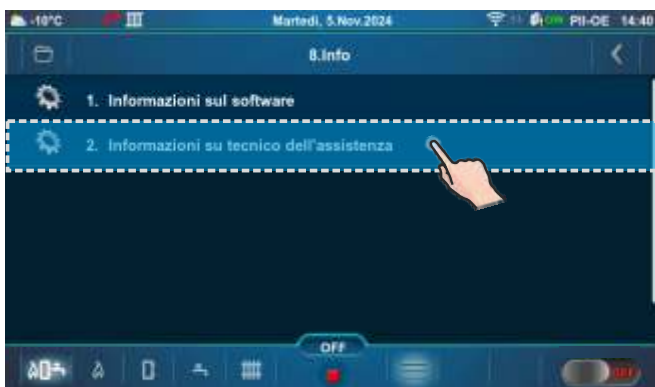 -10°C Martedì, 5.Nov.2024 PII-OE 14:40
8.Info
1. Informazioni sul software
2. Informazioni su tecnico dell'assistenza
OFF
OFF